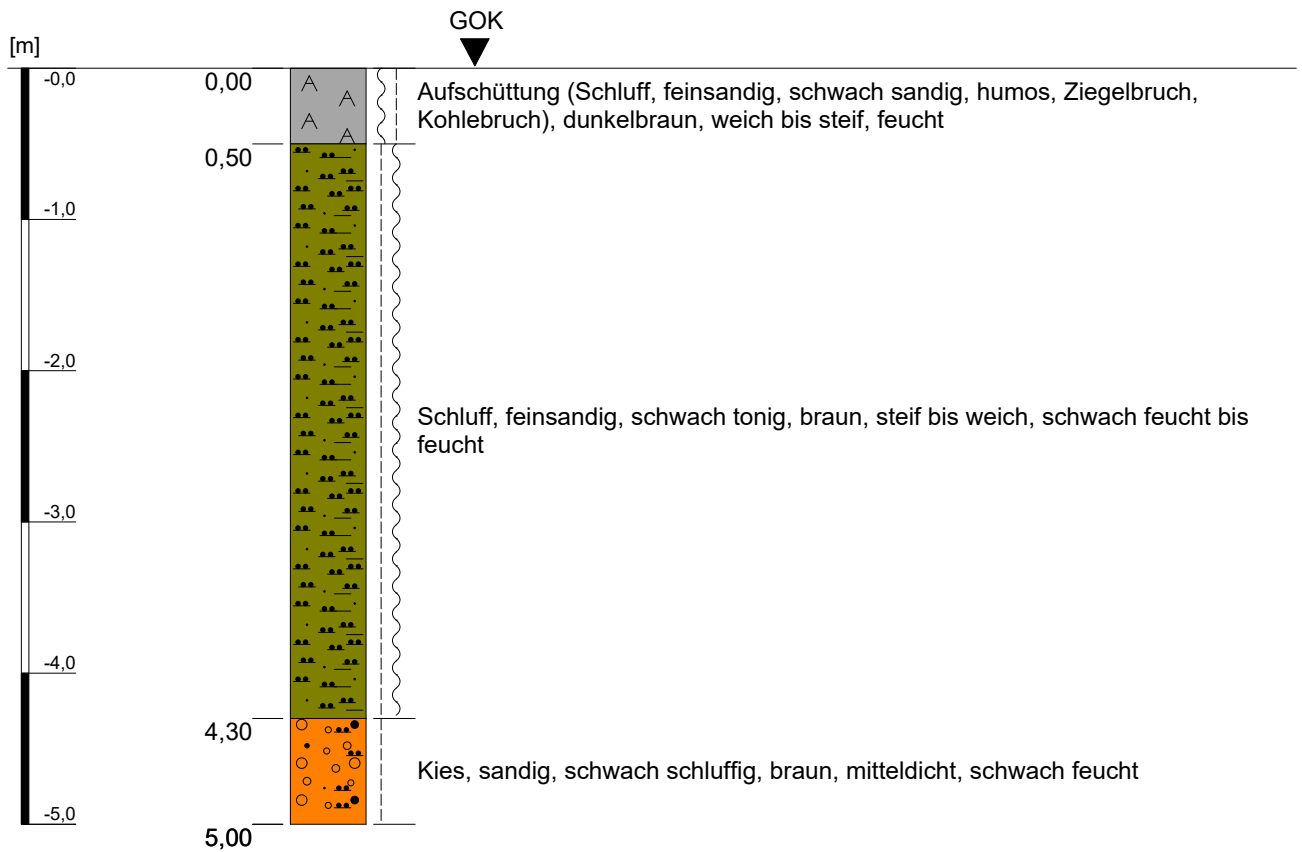 GOK
[m]
-0,0
0,00
Aufschüttung (Schluff, feinsandig, schwach sandig, humos, Ziegelbruch,
Kohlebruch), dunkelbraun, weich bis steif, feucht
0,50
-1,0
-2,0
Schluff, feinsandig, schwach tonig, braun, steif bis weich, schwach feucht bis
feucht
-3,0
-4,0
4,30
Kies, sandig, schwach schluffig, braun, mitteldicht, schwach feucht
-5,0
5,00